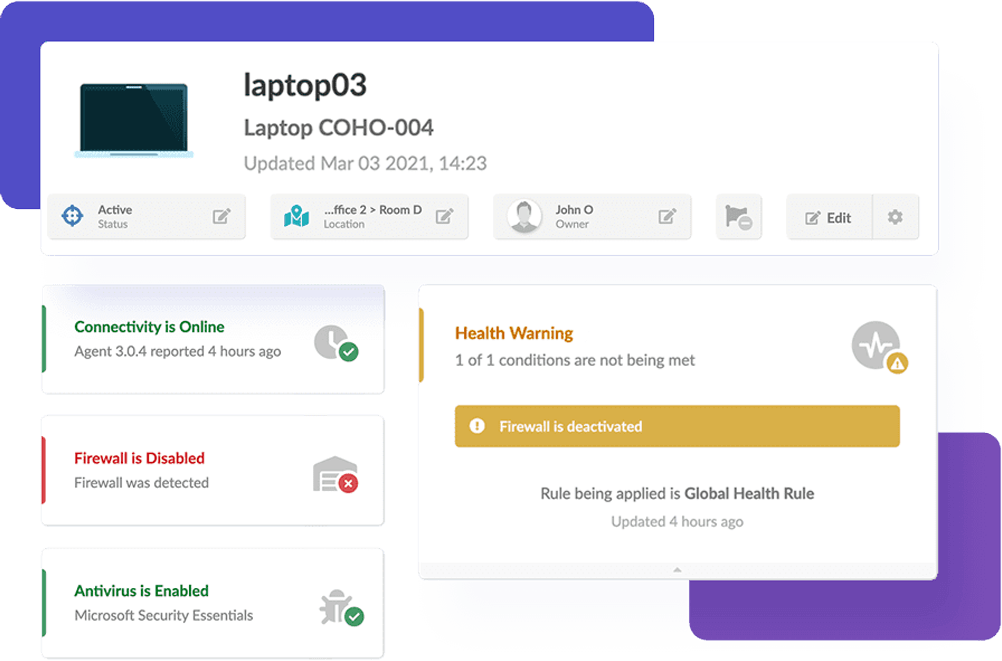 laptop03
Laptop COHO-004
Updated Mar 03 2021, 14:23
Active
Status
...ffice 2 > Room D
Location
John O
Owner
Edit
Connectivity is Online
Agent 3.0.4 reported 4 hours ago
Firewall is Disabled
Firewall was detected
Antivirus is Enabled
Microsoft Security Essentials
Health Warning
1 of 1 conditions are not being met
Firewall is deactivated
Rule being applied is Global Health Rule
Updated 4 hours ago